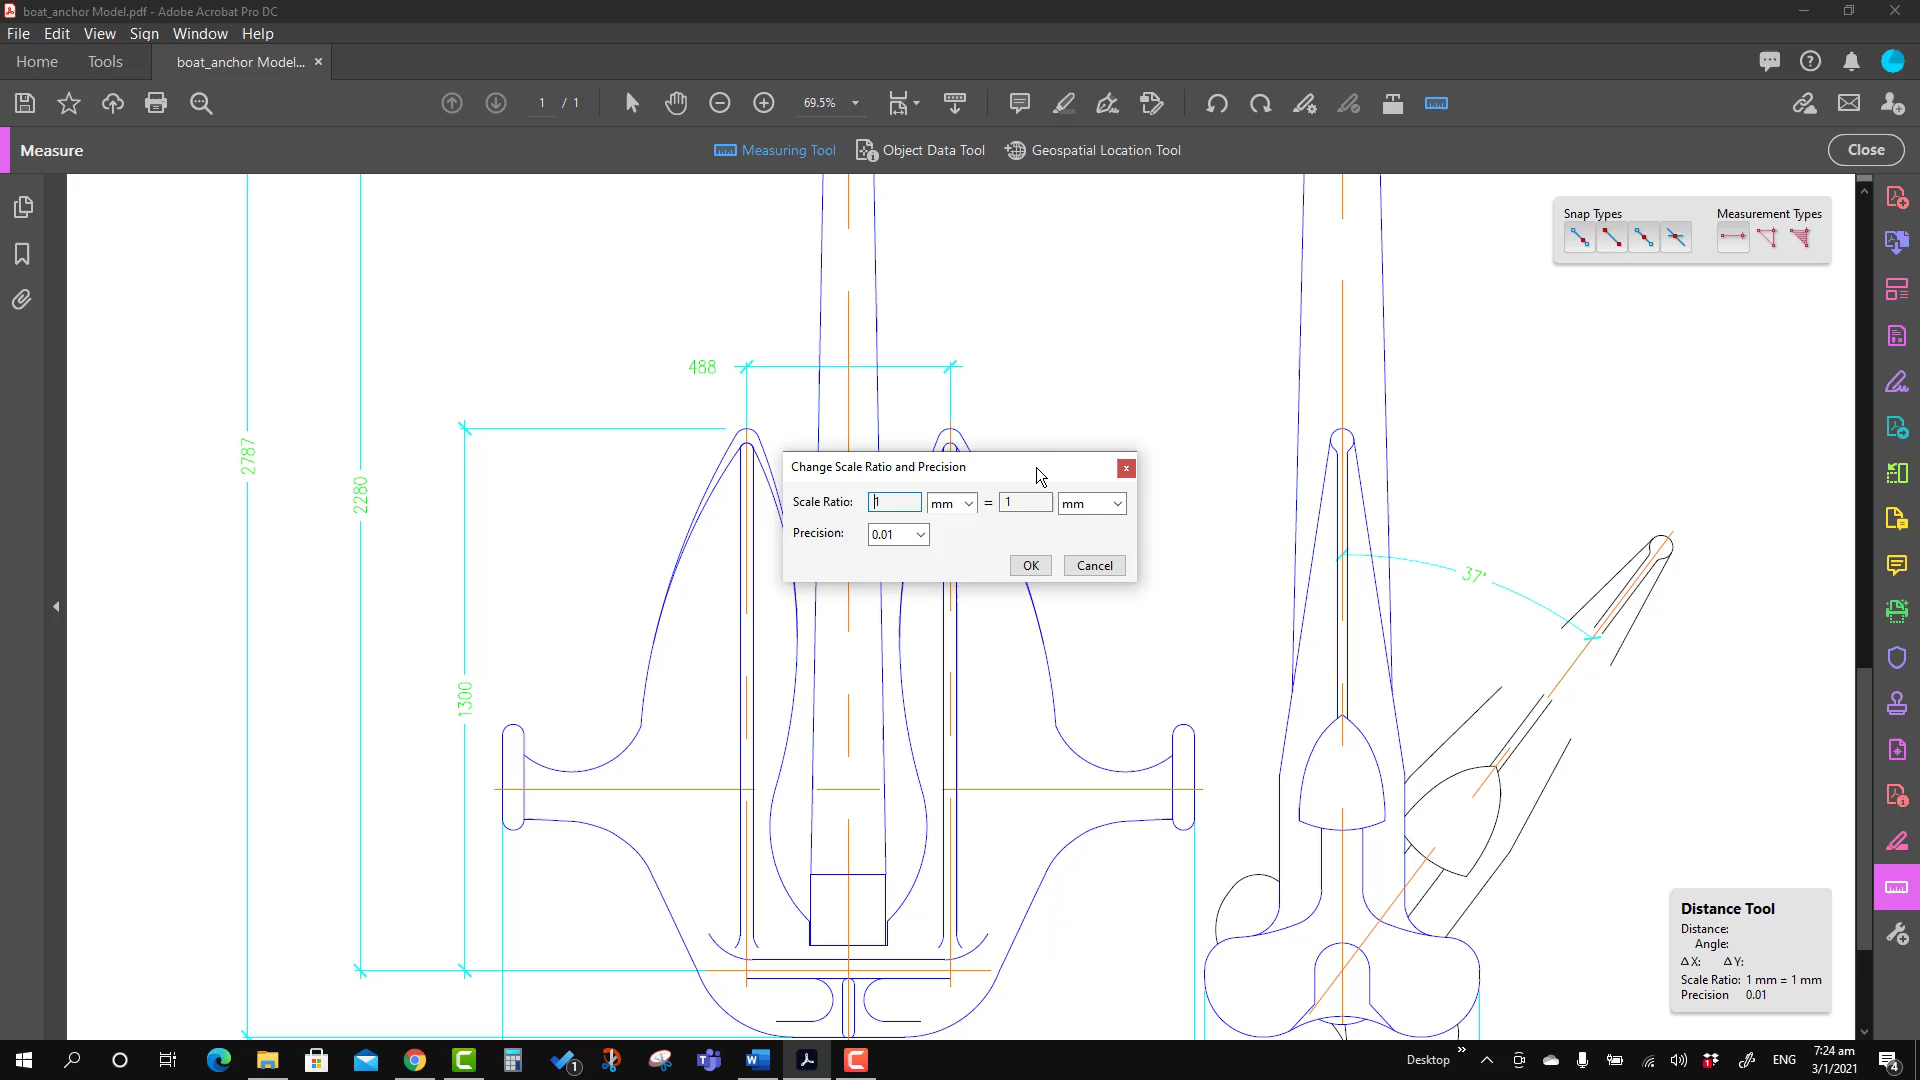 boat_anchor Model.pdf - Adobe Acrobat Pro DC
File Edit View Sign Window Help
Home Tools boat_anchor Model... ×
1 / 1 69.5%
Measure Measuring Tool Object Data Tool Geospatial Location Tool Close
Snap Types Measurement Types
488
2787
2280
1300
37°
Change Scale Ratio and Precision x
Scale Ratio: 1 mm = 1 mm
Precision: 0.01
OK Cancel
Distance Tool
Distance:
Angle:
ΔX: ΔY:
Scale Ratio: 1 mm = 1 mm
Precision 0.01
1
Desktop » ENG 7:24 am
3/1/2021
4